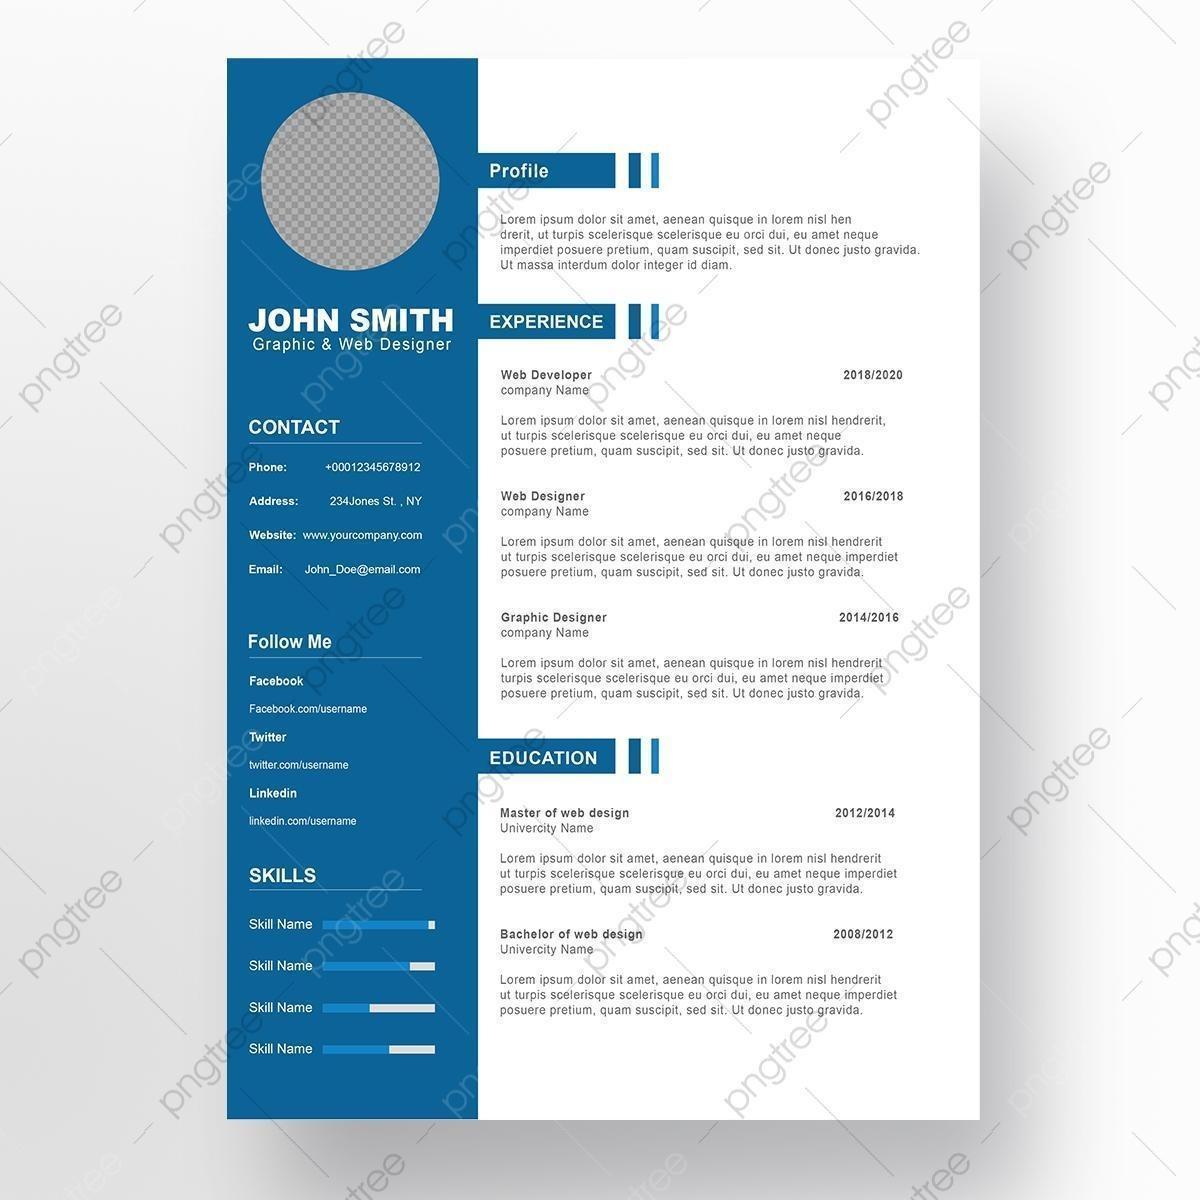 JOHN SMITH
Graphic & Web Designer
CONTACT
Phone: +00012345678912
Address: 234Jones St. , NY
Website: www.yourcompany.com
Email: John_Doe@email.com
Follow Me
Facebook
Facebook.com/username
Twitter
twitter.com/username
Linkedin
linkedin.com/username
SKILLS
Skill Name
Skill Name
Skill Name
Skill Name
Profile
Lorem ipsum dolor sit amet, aenean quisque in lorem nisl hen
drerit, ut turpis scelerisque scelerisque eu orci dui, eu amet neque
imperdiet posuere pretium, quam suscipit, sed sit. Ut donec justo gravida.
Ut massa interdum dolor integer id diam.
EXPERIENCE
Web Developer 2018/2020
company Name
Lorem ipsum dolor sit amet, aenean quisque in lorem nisl hendrerit,
ut turpis scelerisque scelerisque eu orci dui, eu amet neque
posuere pretium, quam suscipit, sed sit. Ut donec justo gravida.
Web Designer 2016/2018
company Name
Lorem ipsum dolor sit amet, aenean quisque in lorem nisl hendrerit
ut turpis scelerisque scelerisque eu orci dui, eu amet neque imperdiet
posuere pretium, quam suscipit, sed sit. Ut donec justo gravida.
Graphic Designer 2014/2016
company Name
Lorem ipsum dolor sit amet, aenean quisque in lorem nisl hendrerit
turpis scelerisque scelerisque eu orci dui, eu amet neque imperdiet
posuere pretium, quam suscipit, sed sit. Ut donec justo gravida.
EDUCATION
Master of web design 2012/2014
Univercity Name
Lorem ipsum dolor sit amet, aenean quisque in lorem nisl hendrerit
ut turpis scelerisque scelerisque eu orci dui, eu amet neque imperdiet
posuere pretium, quam suscipit, sed sit. Ut donec justo gravida.
Bachelor of web design 2008/2012
Univercity Name
Lorem ipsum dolor sit amet, aenean quisque in lorem nisl hendrerit
ut turpis scelerisque scelerisque eu orci dui, eu amet neque imperdiet
posuere pretium, quam suscipit, sed sit. Ut donec justo gravida.
pngtree